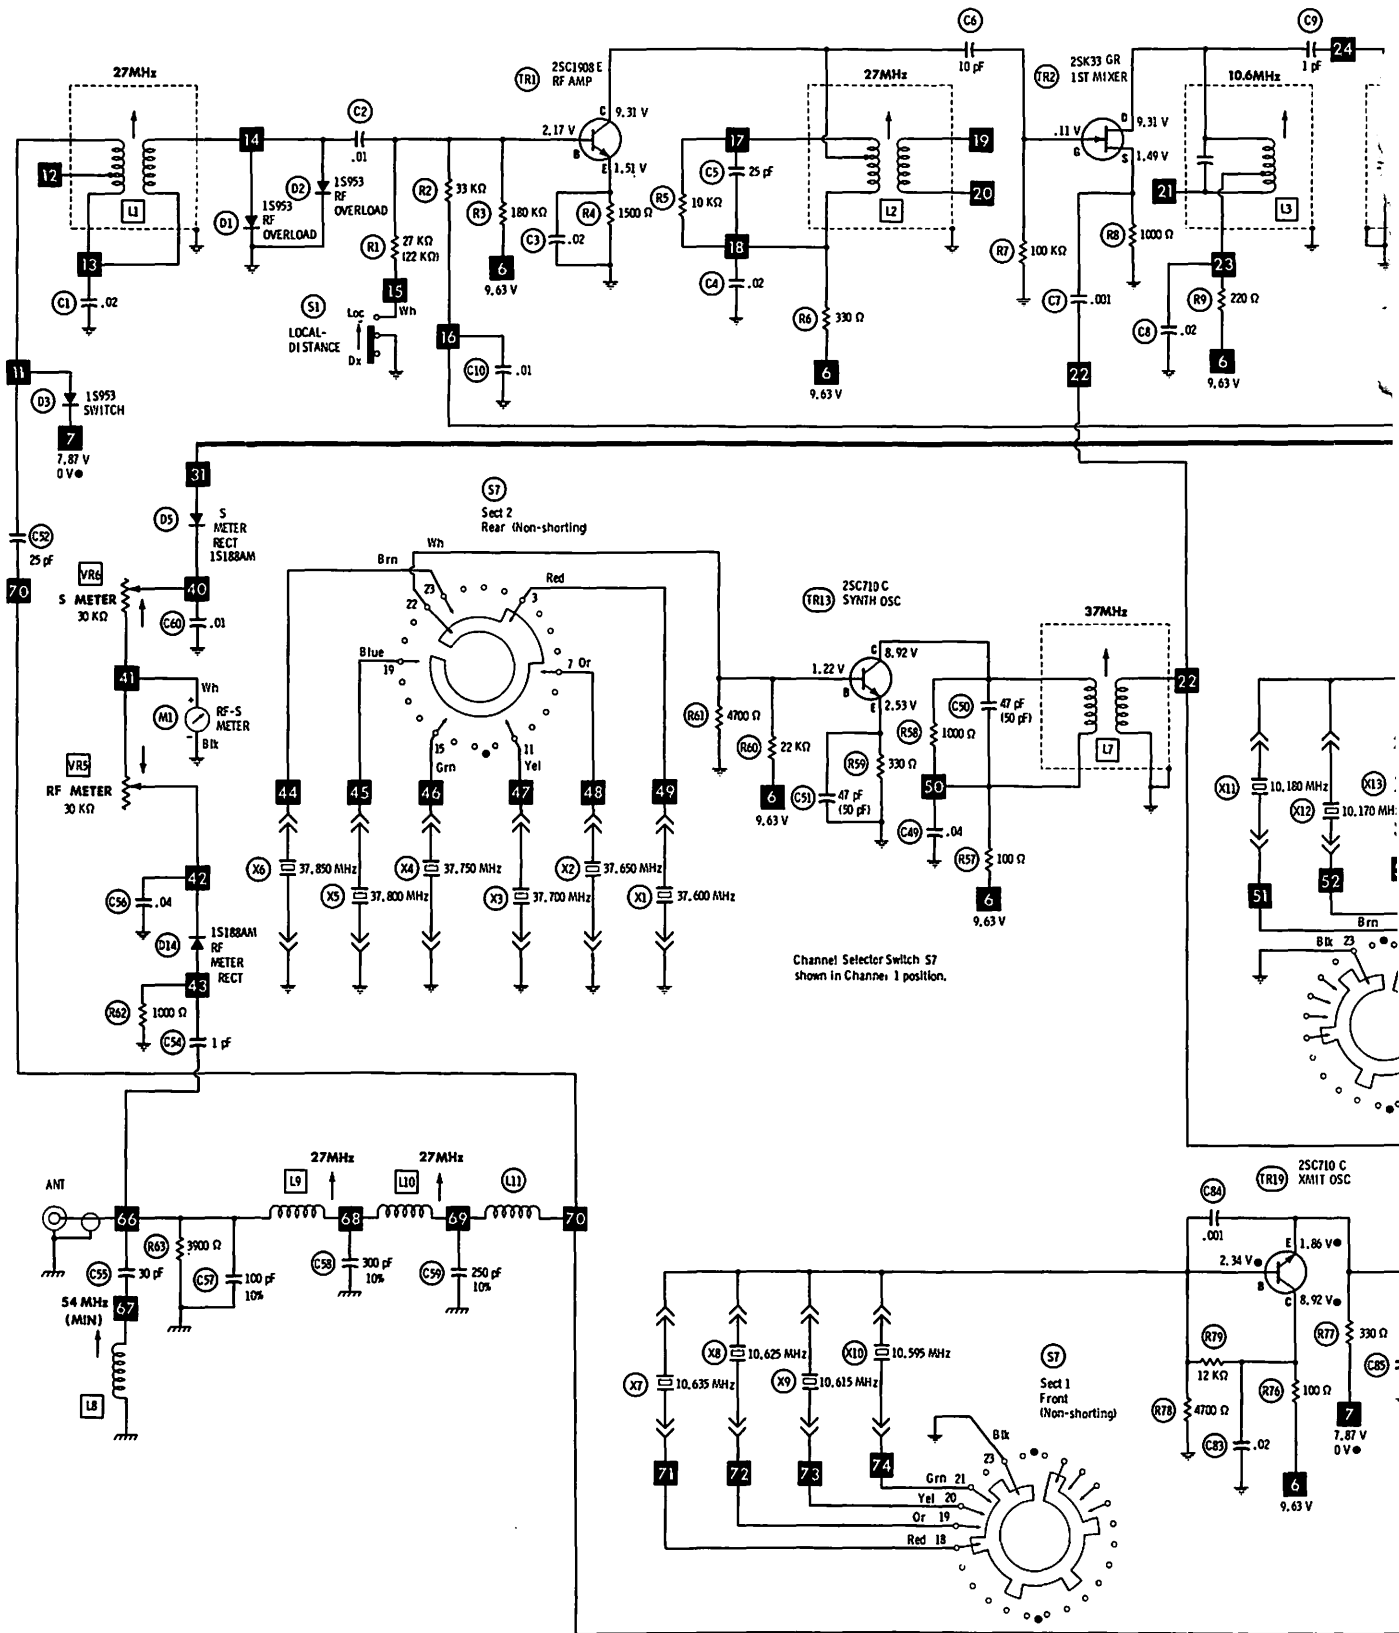 C6
C9
27MHz
TR1
2SC1908 E
RF AMP
27MHz
10 pF
TR2
2SK33 GR
1ST MIXER
1 pF
24
10.6MHz
C2
C
9.31 V
D
9.31 V
14
.01
2.17 V
B
17
19
.11 V
G
S
1.49 V
12
E
1.51 V
D2
1S953
RF
OVERLOAD
R2
33 KΩ
C5
25 pF
R5
10 KΩ
L2
20
21
L1
D1
1S953
RF
OVERLOAD
R3
180 KΩ
R4
1500 Ω
L3
C3
.02
R1
27 KΩ
(22 KΩ)
18
R7
100 KΩ
R8
1000 Ω
13
6
9.63 V
23
C1
.02
15
C4
.02
C7
.001
R9
220 Ω
S1
Loc
Wh
LOCAL-
DISTANCE
Dx
16
R6
330 Ω
C8
.02
11
C10
.01
6
9.63 V
22
6
9.63 V
D3
1S953
SWITCH
7
7.87 V
0 V●
31
S7
Sect 2
Rear (Non-shorting)
D5
S
METER
RECT
1S188AM
C52
25 pF
Wh
Brn
Red
VR6
S METER
30 KΩ
70
40
23
3
22
TR13
2SC710 C
SYNTH OSC
37MHz
C60
.01
Blue
19
7 Or
C
8.92 V
1.22 V
B
41
Wh
E
2.53 V
22
M1
+
RF-S
METER
-
Blk
R61
4700 Ω
R60
22 KΩ
R58
1000 Ω
C50
47 pF
(50 pF)
L7
15
Grn
11
Yel
R59
330 Ω
VR5
RF METER
30 KΩ
44
45
46
47
48
49
6
9.63 V
C51
47 pF
(50 pF)
50
X11
10.180 MHz
X13
X12
10.170 MHz
C49
.04
R57
100 Ω
X6
37.850 MHz
X4
37.750 MHz
X2
37.650 MHz
X5
37.800 MHz
X3
37.700 MHz
X1
37.600 MHz
42
C56
.04
6
9.63 V
51
52
Brn
D14
1S188AM
RF
METER
RECT
Blk
23
Channel Selector Switch S7
shown in Channel 1 position.
43
R62
1000 Ω
C54
1 pF
27MHz
27MHz
ANT
L9
L10
L11
TR19
2SC710 C
XMIT OSC
C84
.001
66
68
69
70
R63
3900 Ω
E
1.86 V●
2.34 V●
B
C55
30 pF
C57
100 pF
10%
C58
300 pF
10%
C59
250 pF
10%
C
8.92 V●
54 MHz
(MIN)
67
R79
12 KΩ
R77
330 Ω
X8
10.625 MHz
X10
10.595 MHz
S7
Sect 1
Front
(Non-shorting)
C85
X7
10.635 MHz
X9
10.615 MHz
L8
R78
4700 Ω
R76
100 Ω
7
7.87 V
0 V●
C83
.02
Blk
23
71
72
73
74
Grn 21
6
9.63 V
Yel 20
Or 19
Red 18